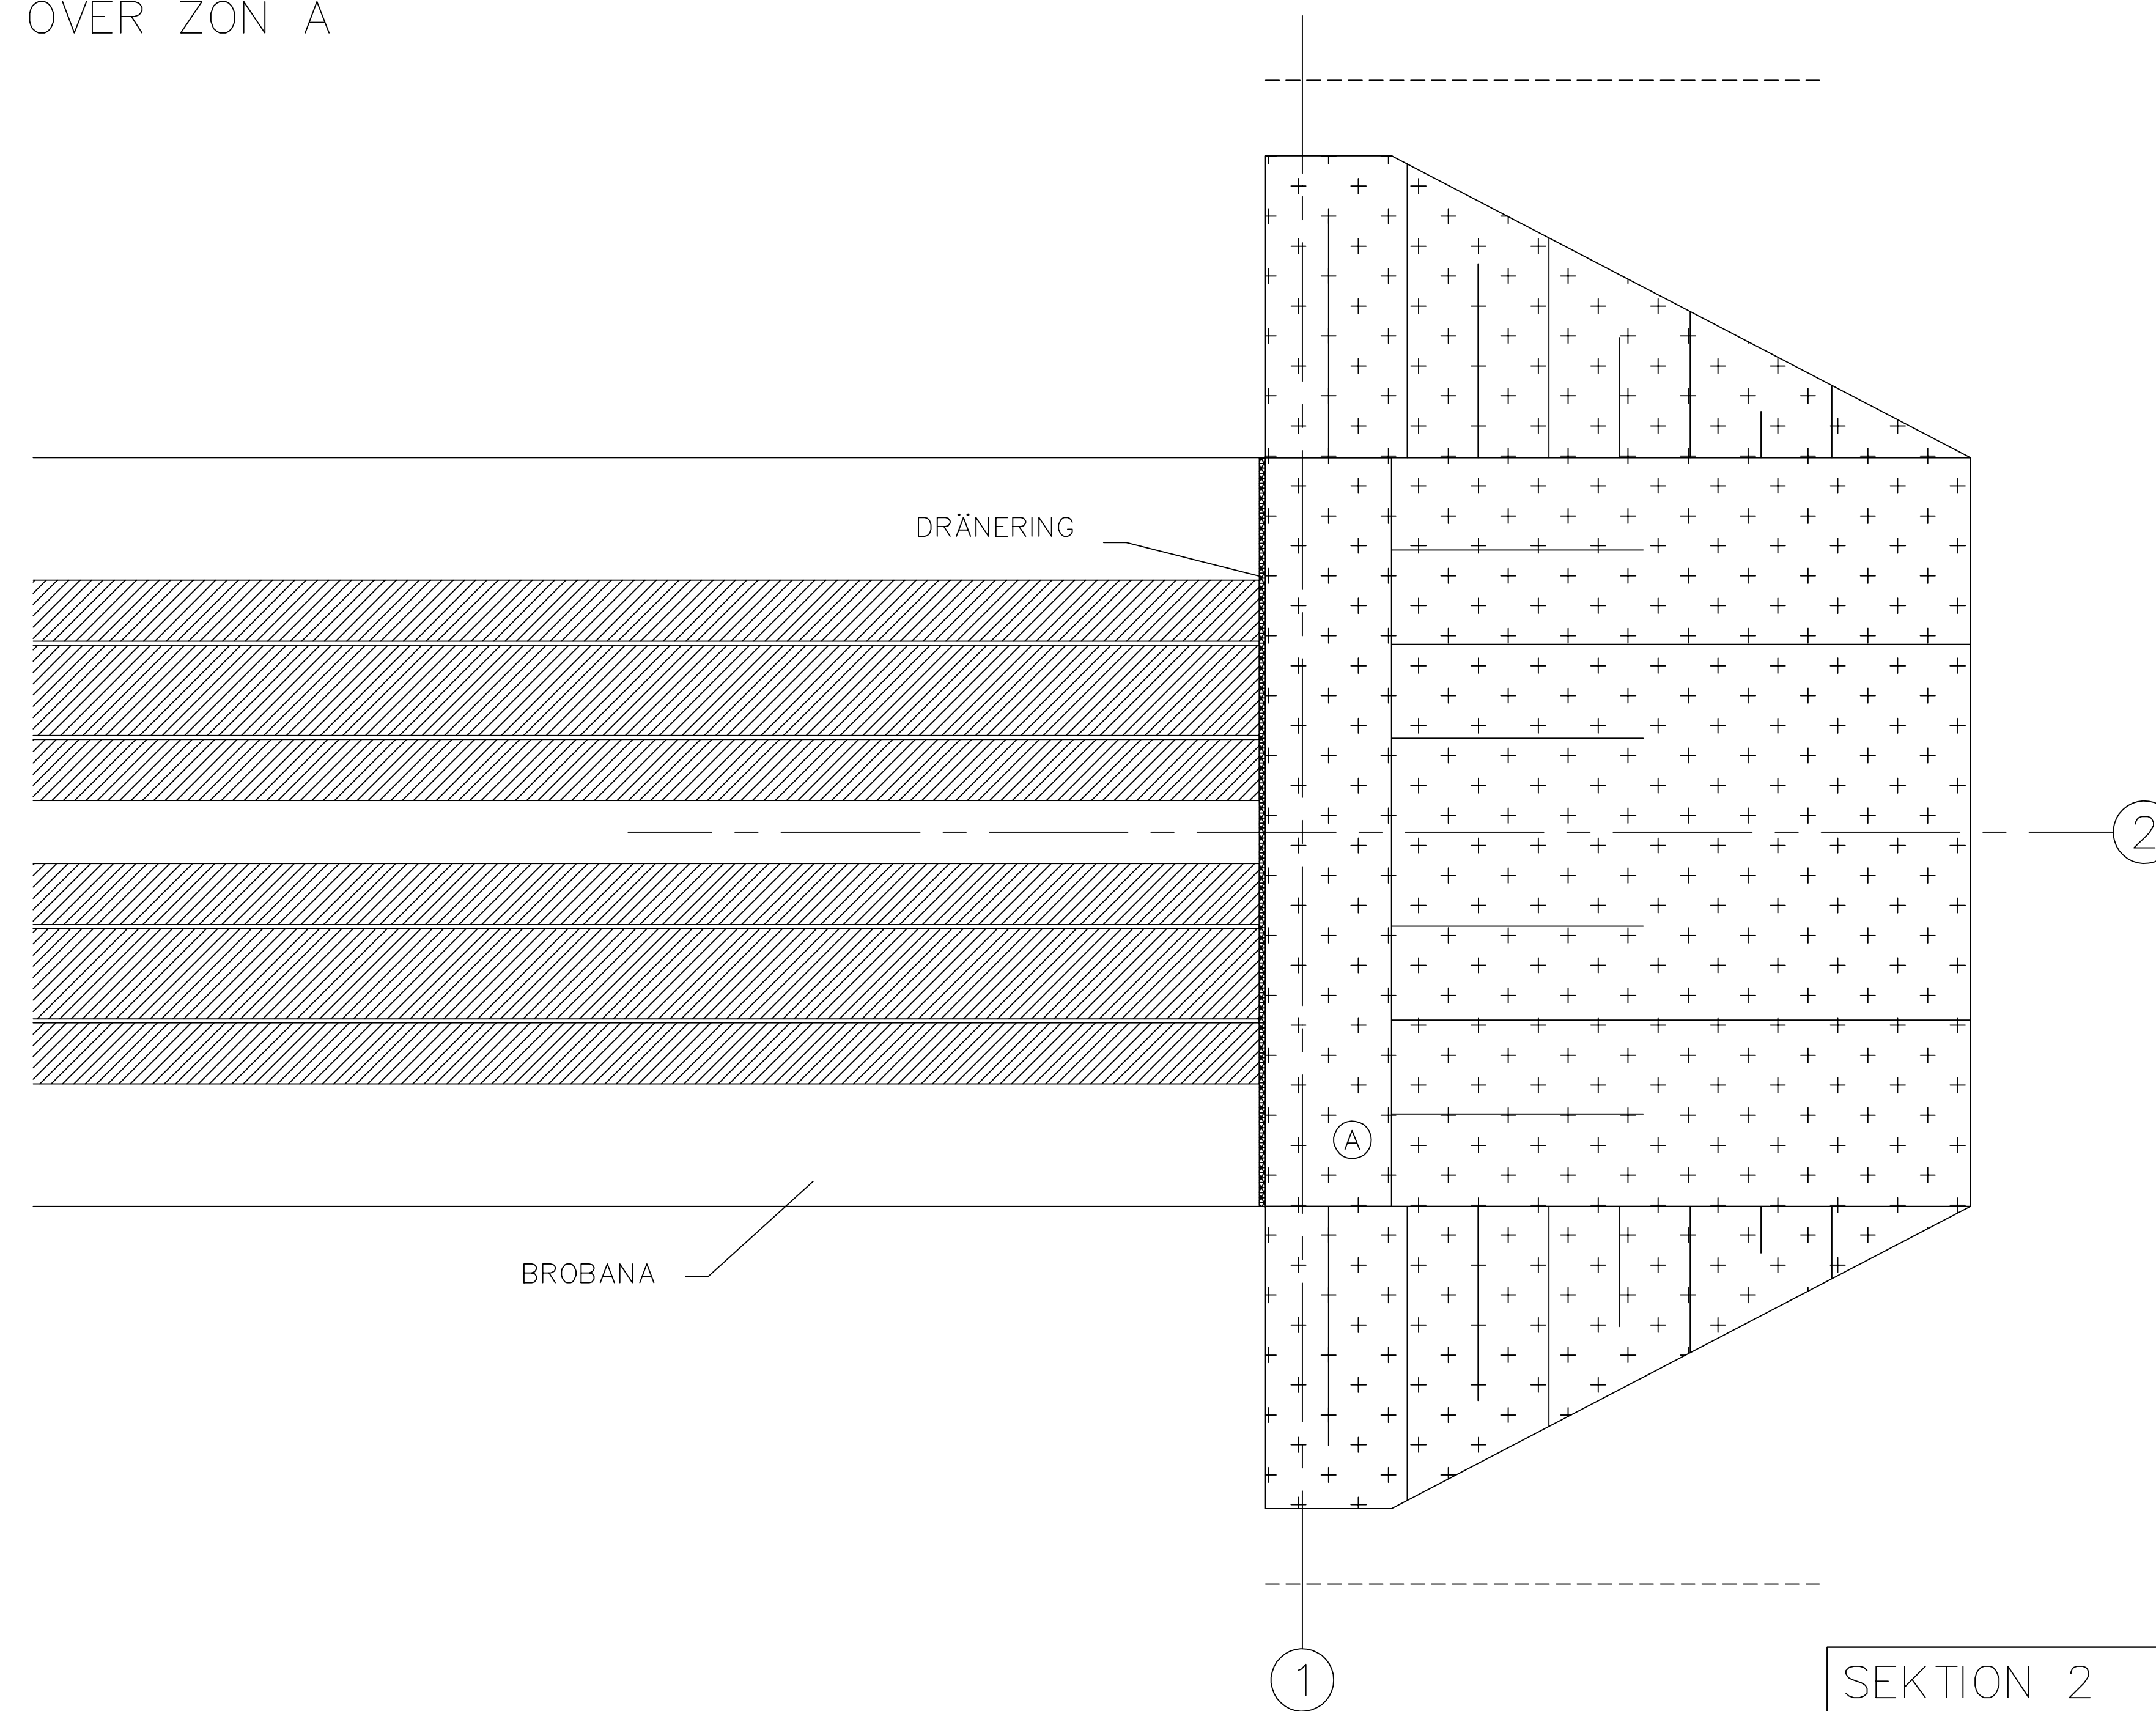 OVER ZON A
DRÄNERING
2
A
BROBANA
1
SEKTION 2